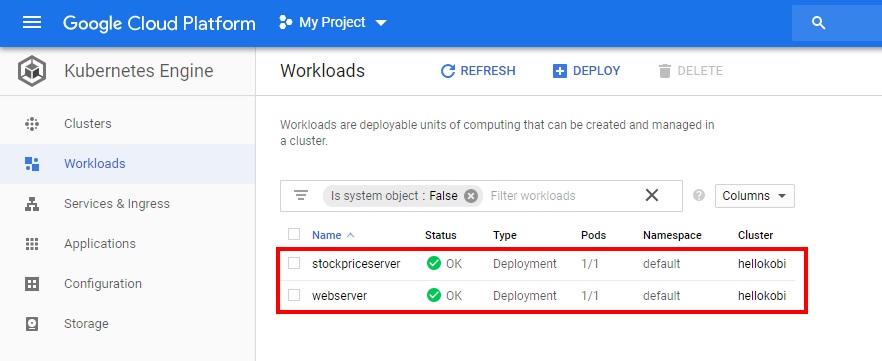 Google Cloud Platform My Project
Kubernetes Engine
Workloads REFRESH DEPLOY DELETE
Clusters
Workloads
Services & Ingress
Applications
Configuration
Storage
Workloads are deployable units of computing that can be created and managed in
a cluster.
Is system object : False Filter workloads ? Columns
Name Status Type Pods Namespace Cluster
stockpriceserver OK Deployment 1/1 default hellokobi
webserver OK Deployment 1/1 default hellokobi